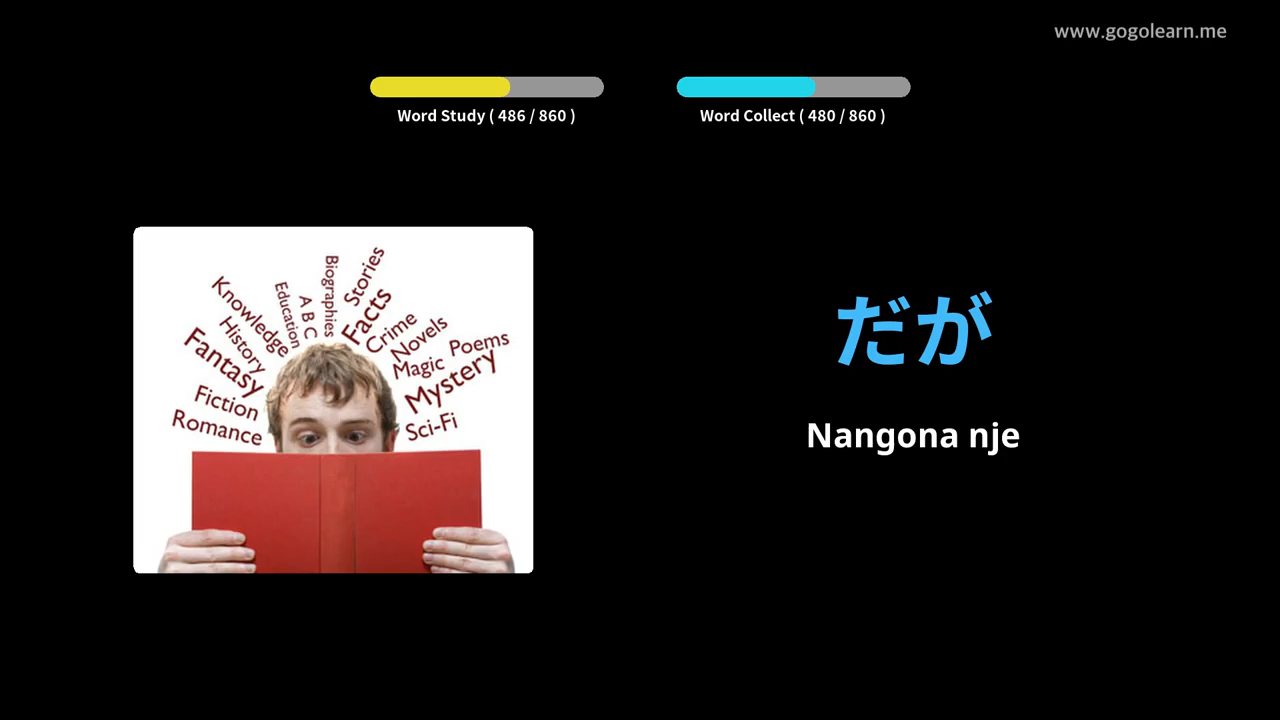 www.gogolearn.me
Word Study ( 486 / 860 )
Word Collect ( 480 / 860 )
Knowledge
History
Fantasy
Fiction
Romance
Education
A B C
Biographies
Stories
Facts
Crime
Novels
Magic
Poems
Mystery
Sci-Fi
だが
Nangona nje